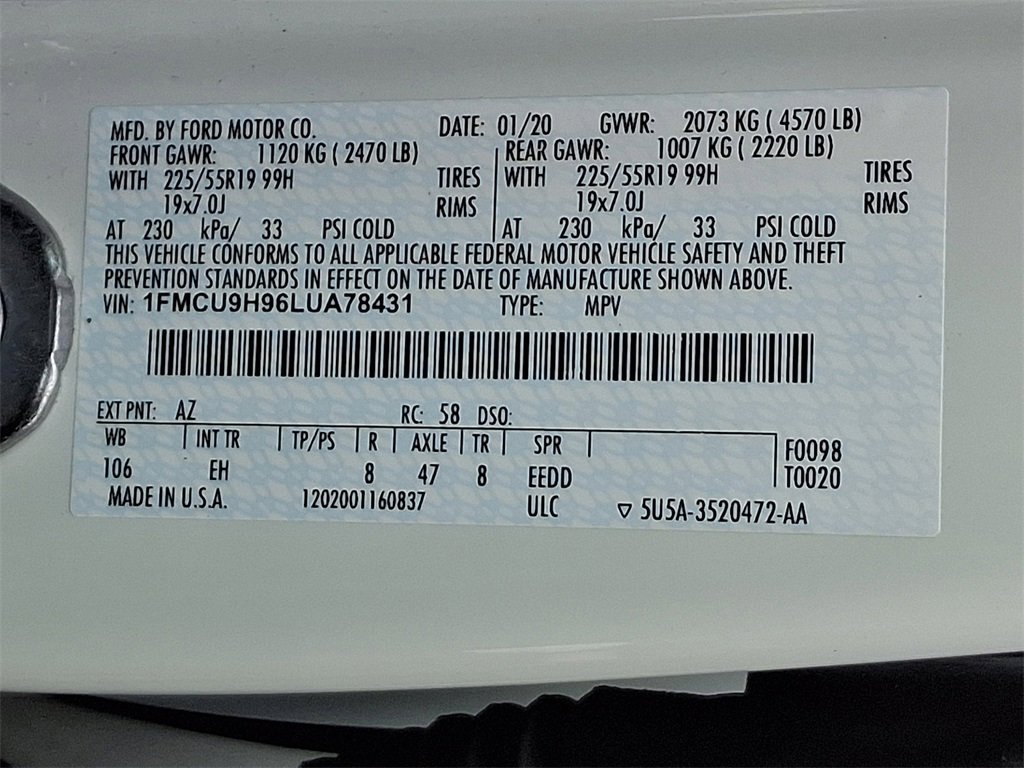 MFD. BY FORD MOTOR CO. DATE: 01/20 GVWR: 2073 KG ( 4570 LB)
FRONT GAWR: 1120 KG ( 2470 LB) REAR GAWR: 1007 KG ( 2220 LB)
WITH 225/55R19 99H TIRES WITH 225/55R19 99H TIRES
19x7.0J RIMS 19x7.0J RIMS
AT 230 kPa/ 33 PSI COLD AT 230 kPa/ 33 PSI COLD
THIS VEHICLE CONFORMS TO ALL APPLICABLE FEDERAL MOTOR VEHICLE SAFETY AND THEFT
PREVENTION STANDARDS IN EFFECT ON THE DATE OF MANUFACTURE SHOWN ABOVE.
VIN: 1FMCU9H96LUA78431 TYPE: MPV
EXT PNT: AZ RC: 58 DSO:
WB INT TR TP/PS R AXLE TR SPR F0098
106 EH 8 47 8 EEDD T0020
MADE IN U.S.A. 1202001160837 ULC ▽ 5U5A-3520472-AA